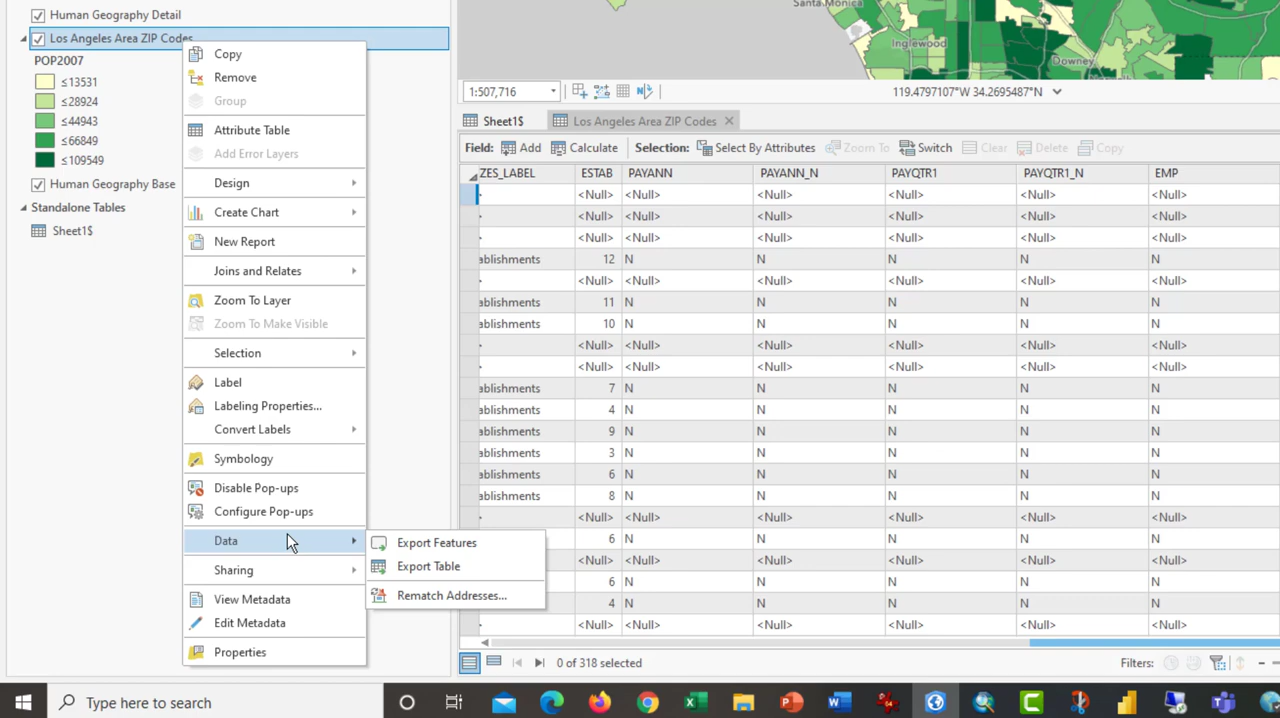 Human Geography Detail
Los Angeles Area ZIP Codes
POP2007
≤13531
≤28924
≤44943
≤66849
≤109549
Human Geography Base
Standalone Tables
Sheet1$
Copy
Remove
Group
Attribute Table
Add Error Layers
Design
Create Chart
New Report
Joins and Relates
Zoom To Layer
Zoom To Make Visible
Selection
Label
Labeling Properties...
Convert Labels
Symbology
Disable Pop-ups
Configure Pop-ups
Data
Sharing
View Metadata
Edit Metadata
Properties
Export Features
Export Table
Rematch Addresses...
Santa Monica
Inglewood
Downey
1:507,716
119.4797107°W 34.2695487°N
Sheet1$ Los Angeles Area ZIP Codes
Field: Add Calculate Selection: Select By Attributes Zoom To Switch Clear Delete Copy
ZES_LABEL ESTAB PAYANN PAYANN_N PAYQTR1 PAYQTR1_N EMP
<Null> <Null> <Null> <Null> <Null> <Null>
<Null> <Null> <Null> <Null> <Null> <Null>
<Null> <Null> <Null> <Null> <Null> <Null>
ablishments 12 N N N N N
<Null> <Null> <Null> <Null> <Null> <Null>
ablishments 11 N N N N N
ablishments 10 N N N N N
<Null> <Null> <Null> <Null> <Null> <Null>
<Null> <Null> <Null> <Null> <Null> <Null>
ablishments 7 N N N N N
ablishments 4 N N N N N
ablishments 9 N N N N N
ablishments 3 N N N N N
ablishments 6 N N N N N
ablishments 8 N N N N N
<Null> <Null> <Null> <Null> <Null> <Null>
6 N N N N N
<Null> <Null> <Null> <Null> <Null> <Null>
6 N N N N N
4 N N N N N
<Null> <Null> <Null> <Null> <Null> <Null>
0 of 318 selected
Filters:
Type here to search